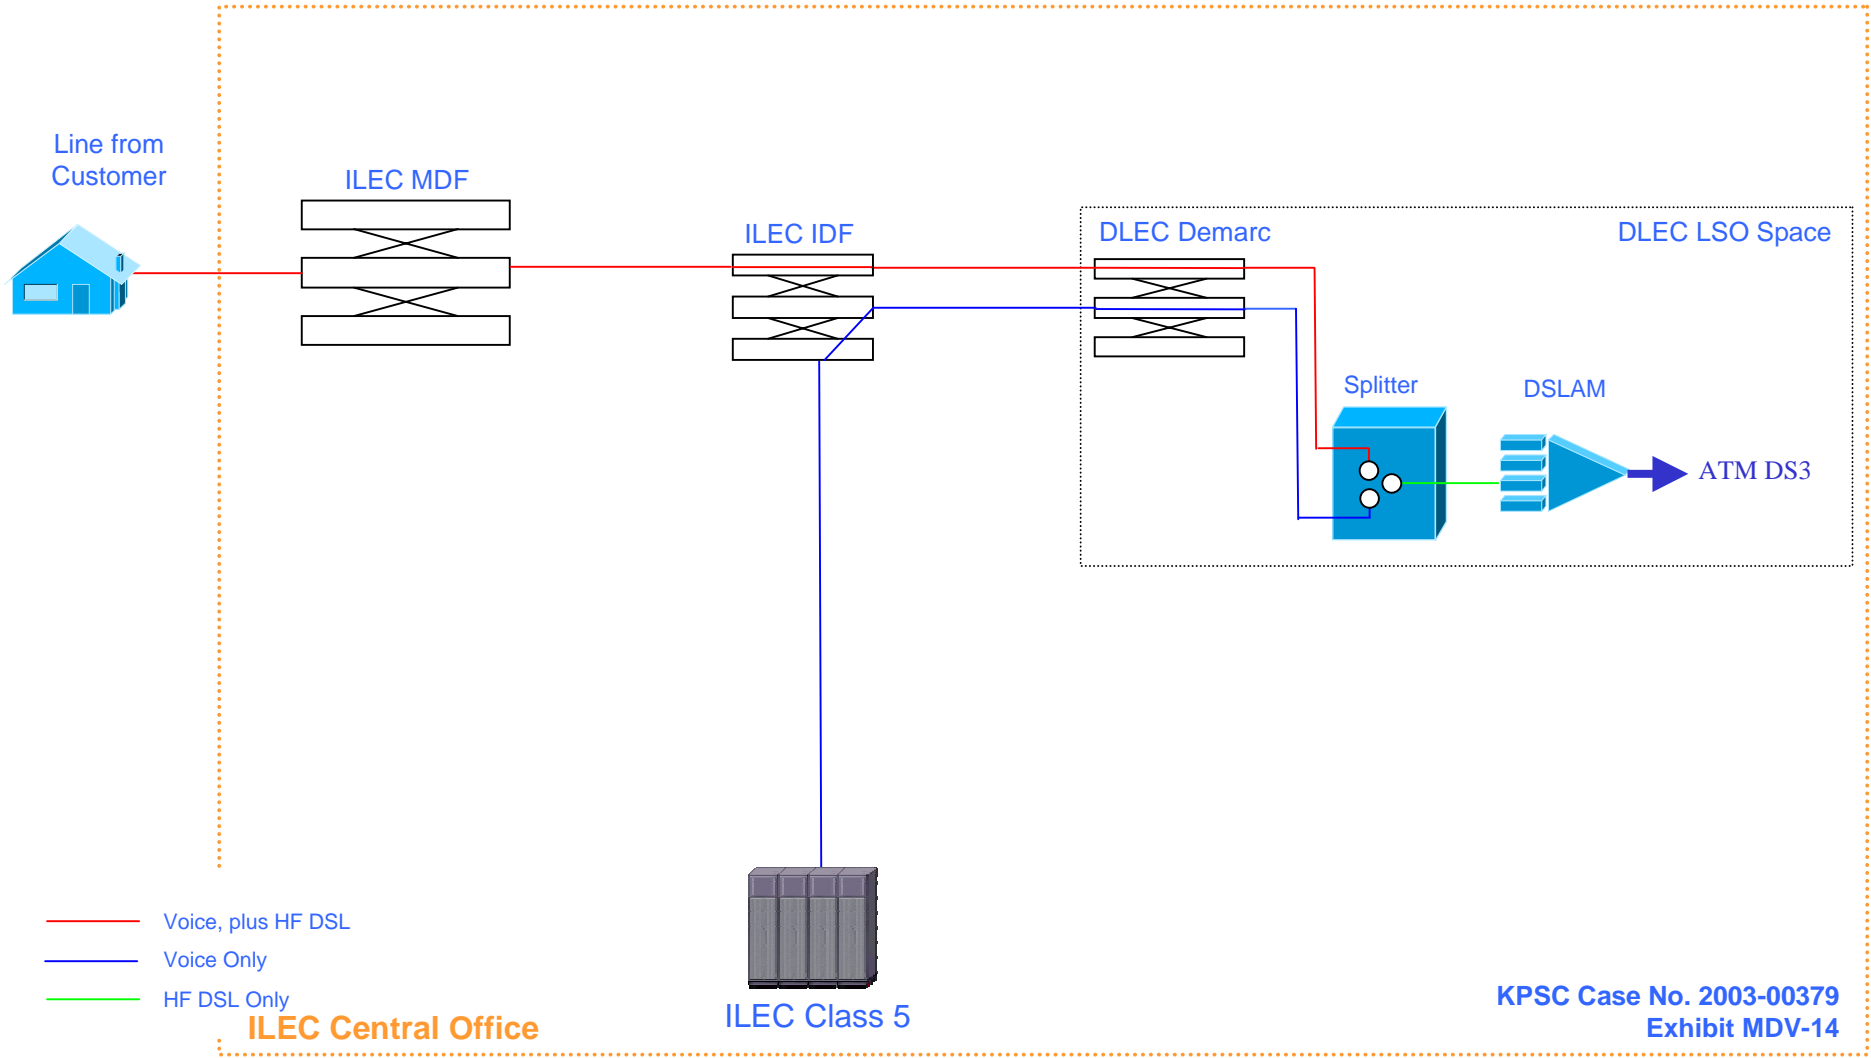 Line from
Customer
ILEC MDF
ILEC IDF
DLEC Demarc
DLEC LSO Space
Splitter
DSLAM
ATM DS3
Voice, plus HF DSL
Voice Only
HF DSL Only
ILEC Central Office
ILEC Class 5
KPSC Case No. 2003-00379
Exhibit MDV-14